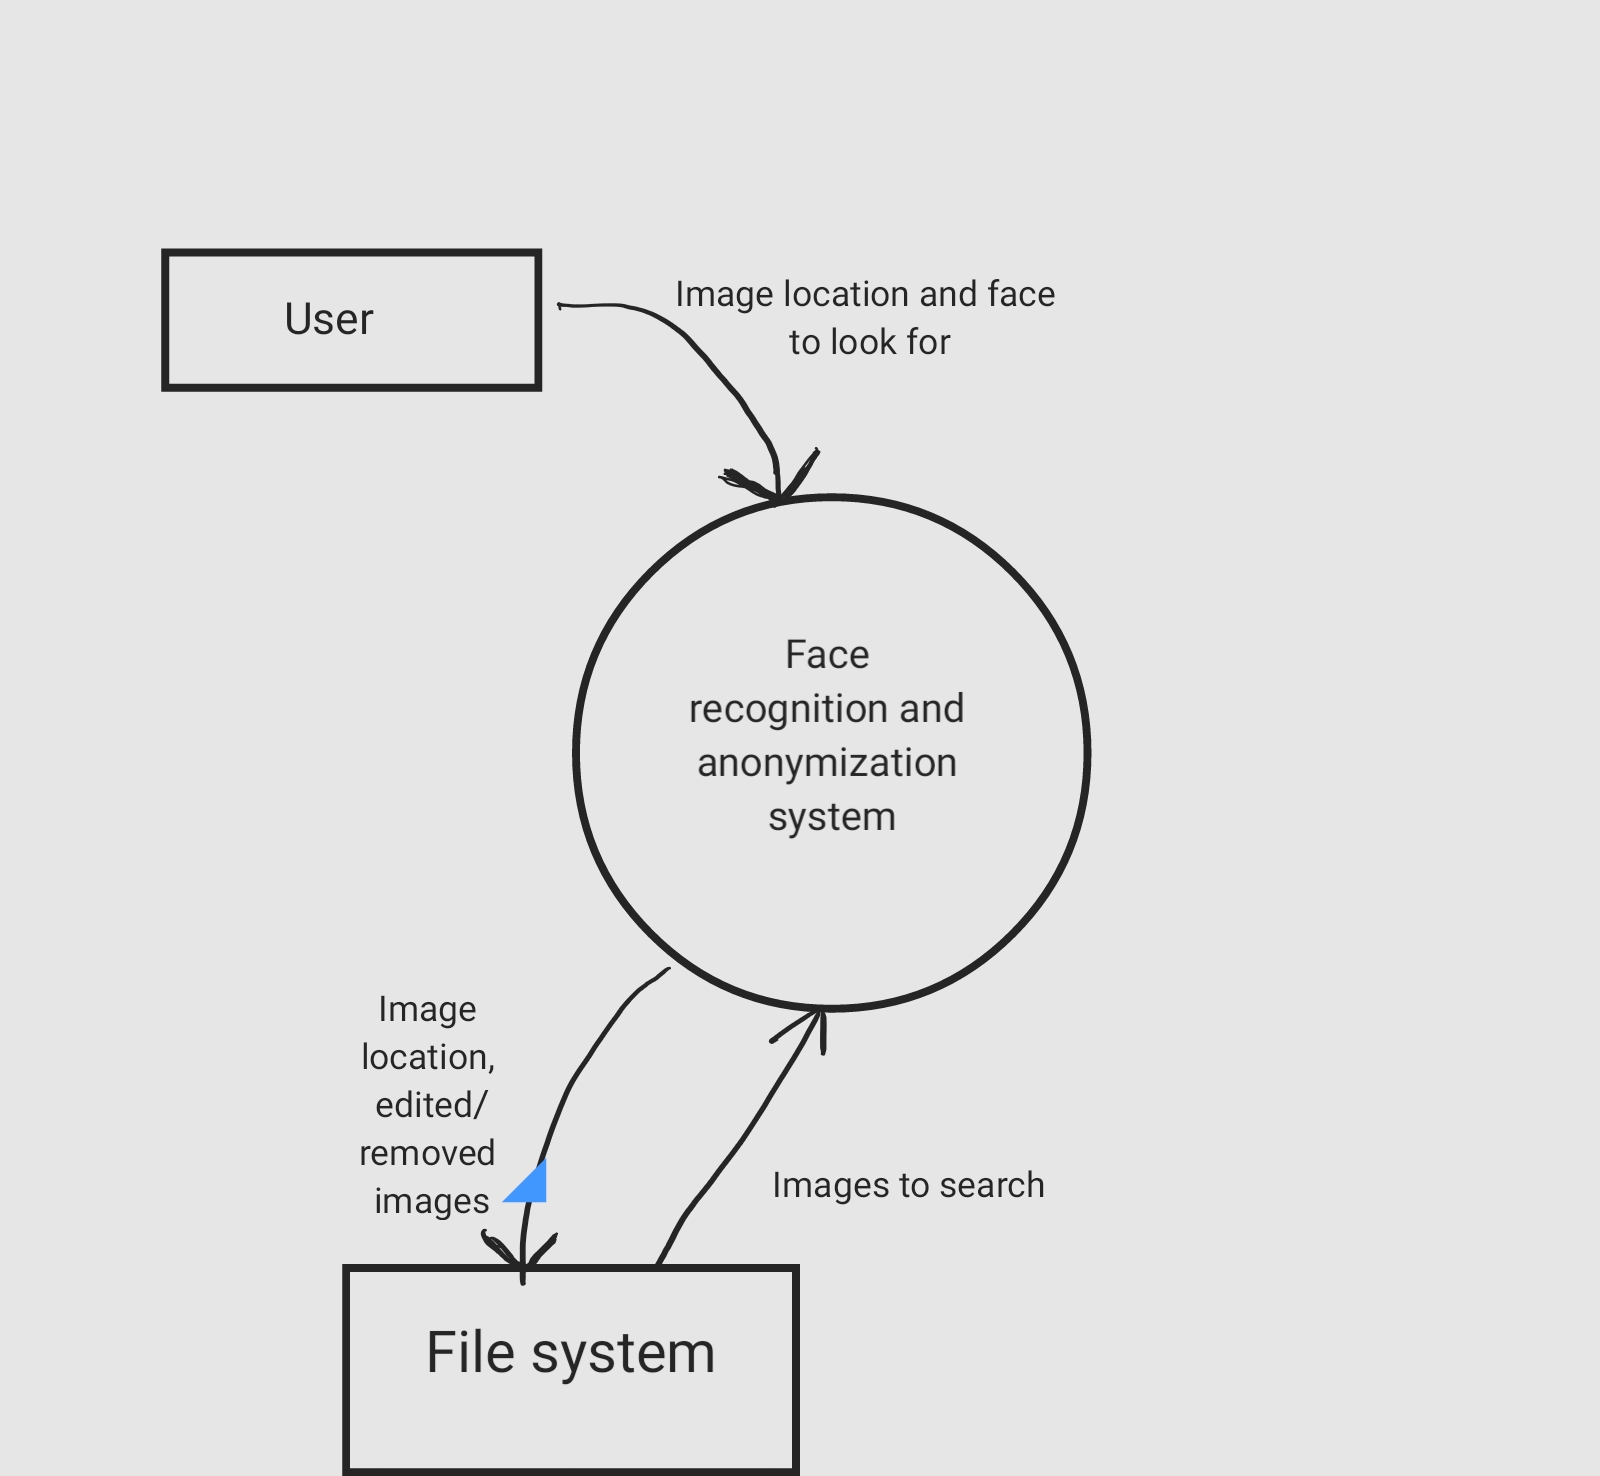 User
Image location and face
to look for
Face
recognition and
anonymization
system
Image
location,
edited/
removed
images
Images to search
File system